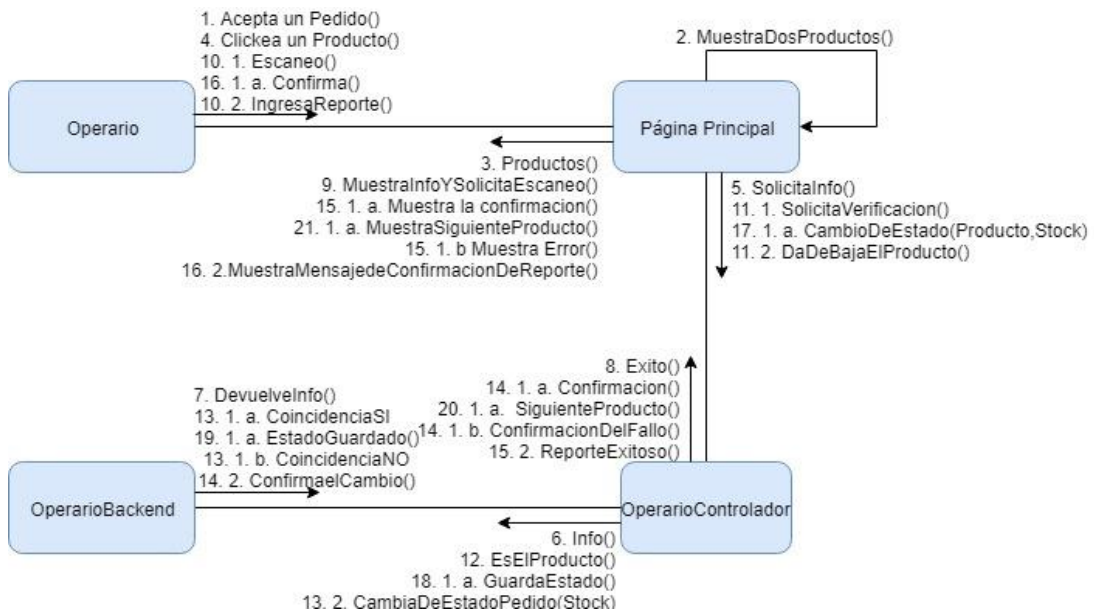 1. Acepta un Pedido()
4. Clickea un Producto()
10. 1. Escaneo()
16. 1. a. Confirma()
10. 2. IngresaReporte()
2. MuestraDosProductos()
Operario
Página Principal
3. Productos()
9. MuestraInfoYSolicitaEscaneo()
15. 1. a. Muestra la confirmacion()
21. 1. a. MuestraSiguienteProducto()
15. 1. b Muestra Error()
16. 2.MuestraMensajedeConfirmacionDeReporte()
5. SolicitaInfo()
11. 1. SolicitaVerificacion()
17. 1. a. CambioDeEstado(Producto,Stock)
11. 2. DaDeBajaElProducto()
8. Exito()
14. 1. a. Confirmacion()
20. 1. a. SiguienteProducto()
14. 1. b. ConfirmacionDelFallo()
15. 2. ReporteExitoso()
7. DevuelveInfo()
13. 1. a. CoincidenciaSI
19. 1. a. EstadoGuardado()
13. 1. b. CoincidenciaNO
14. 2. ConfirmaelCambio()
OperarioBackend
OperarioControlador
6. Info()
12. EsElProducto()
18. 1. a. GuardaEstado()
13. 2. CambiaDeEstadoPedido(Stock)